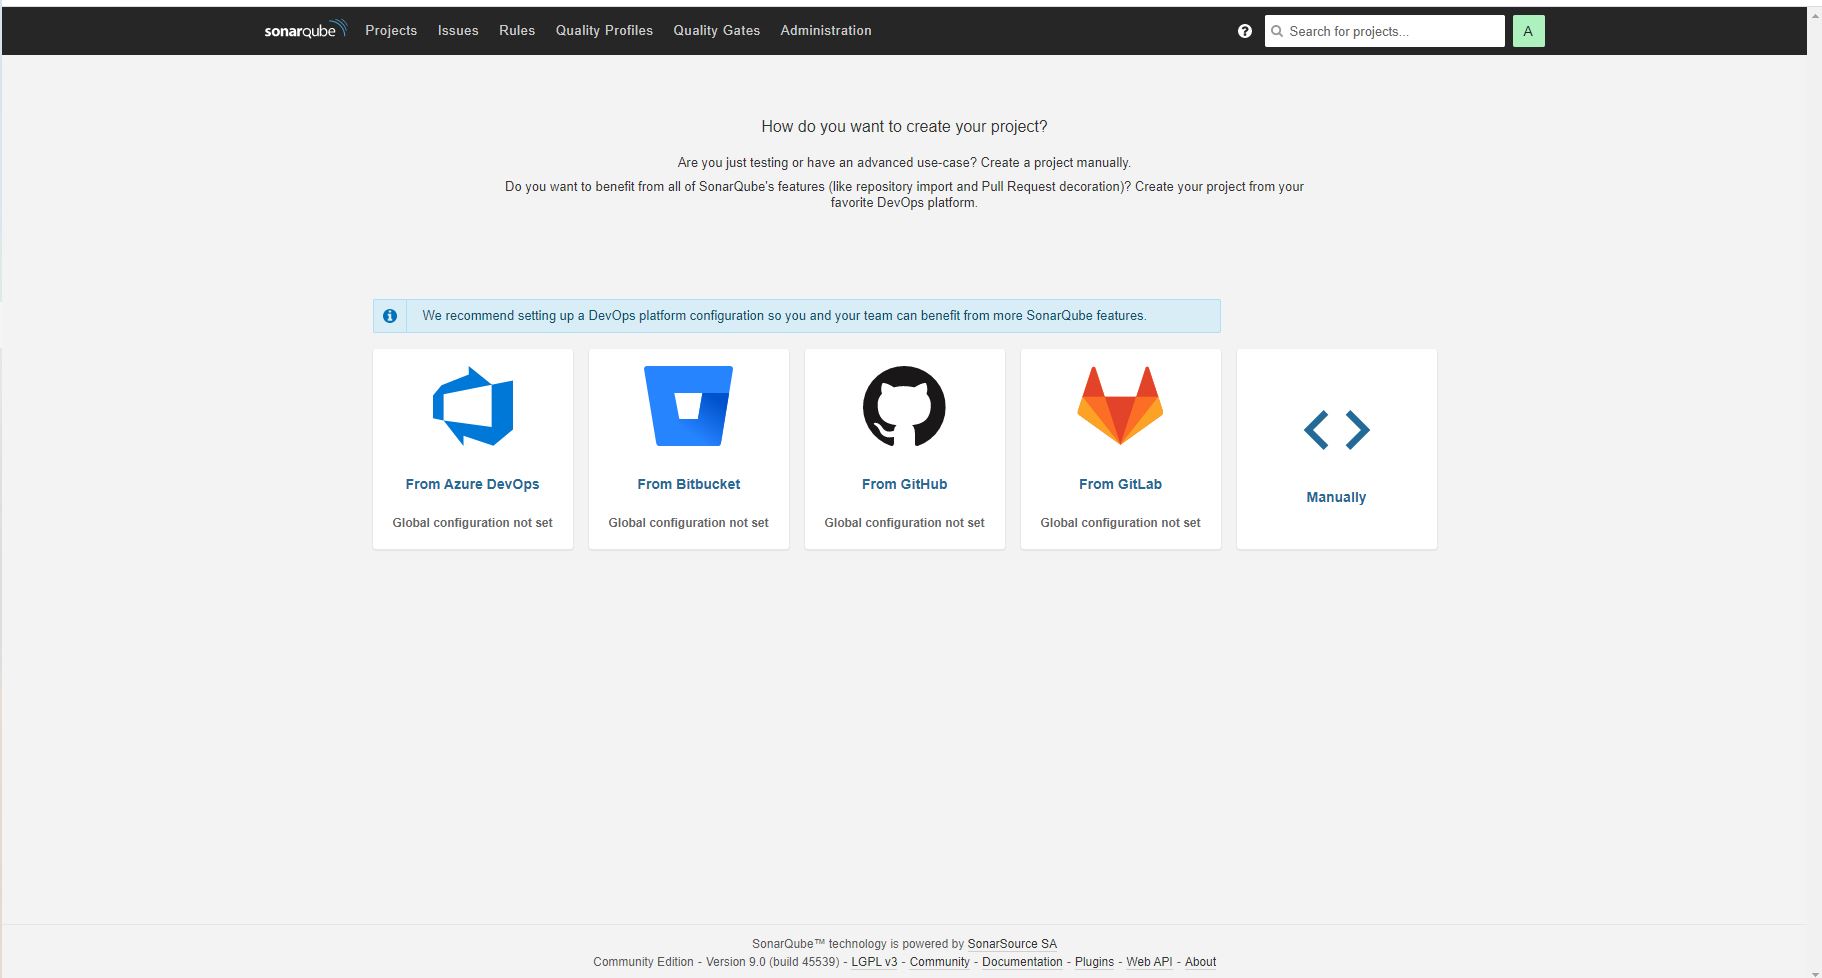 sonarqube Projects Issues Rules Quality Profiles Quality Gates Administration ? Search for projects... A
How do you want to create your project?
Are you just testing or have an advanced use-case? Create a project manually.
Do you want to benefit from all of SonarQube's features (like repository import and Pull Request decoration)? Create your project from your
favorite DevOps platform.
We recommend setting up a DevOps platform configuration so you and your team can benefit from more SonarQube features.
From Azure DevOps
Global configuration not set
From Bitbucket
Global configuration not set
From GitHub
Global configuration not set
From GitLab
Global configuration not set
Manually
SonarQube™ technology is powered by SonarSource SA
Community Edition - Version 9.0 (build 45539) - LGPL v3 - Community - Documentation - Plugins - Web API - About